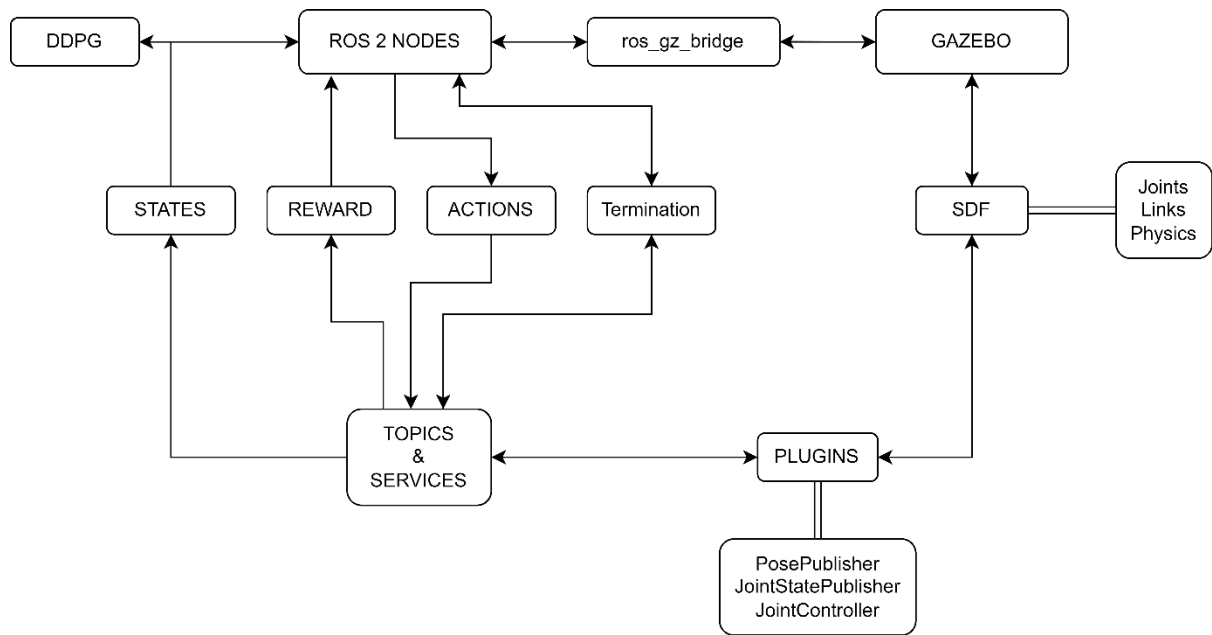 DDPG
ROS 2 NODES
ros_gz_bridge
GAZEBO
STATES
REWARD
ACTIONS
Termination
SDF
Joints
Links
Physics
TOPICS
&
SERVICES
PLUGINS
PosePublisher
JointStatePublisher
JointController